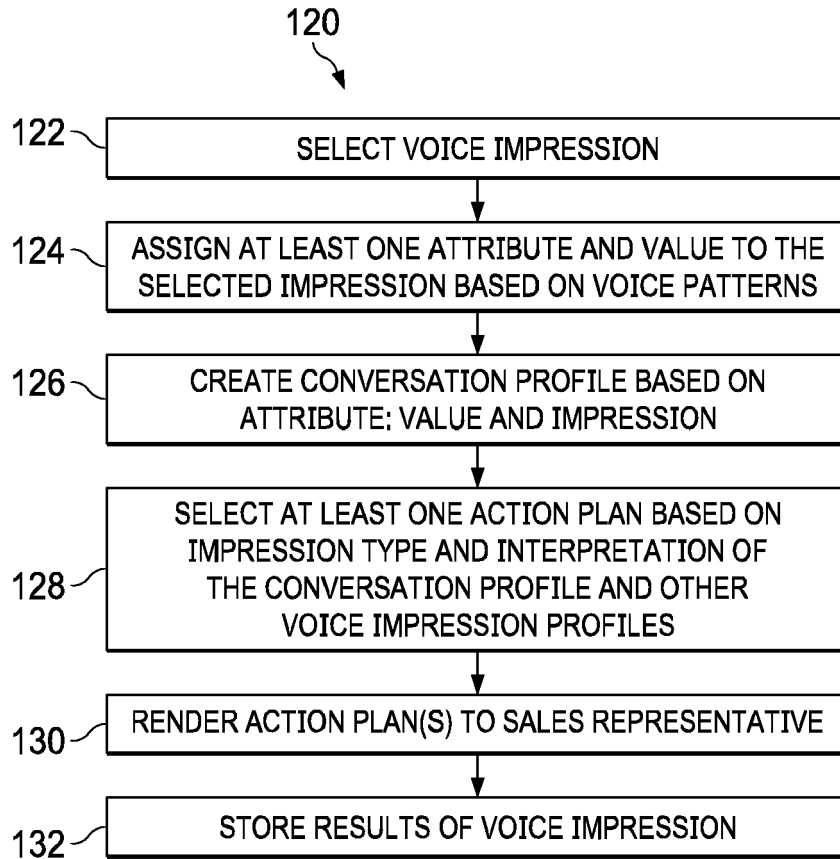 120
122
SELECT VOICE IMPRESSION
124
ASSIGN AT LEAST ONE ATTRIBUTE AND VALUE TO THE
SELECTED IMPRESSION BASED ON VOICE PATTERNS
126
CREATE CONVERSATION PROFILE BASED ON
ATTRIBUTE; VALUE AND IMPRESSION
128
SELECT AT LEAST ONE ACTION PLAN BASED ON
IMPRESSION TYPE AND INTERPRETATION OF
THE CONVERSATION PROFILE AND OTHER
VOICE IMPRESSION PROFILES
130
RENDER ACTION PLAN(S) TO SALES REPRESENTATIVE
132
STORE RESULTS OF VOICE IMPRESSION